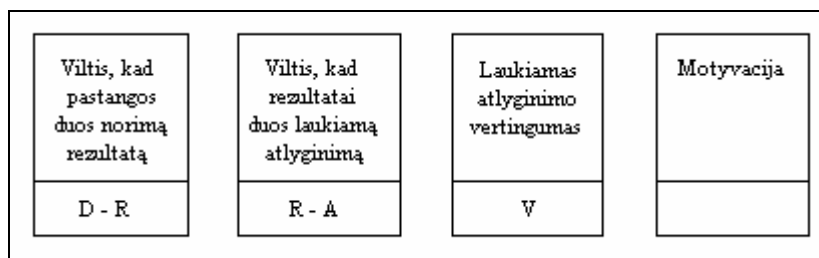 Viltis, kad
pastangos
duos norimą
rezultatą
D - R
Viltis, kad
rezultatai
duos laukiamą
atlyginimą
R - A
Laukiamas
atlyginimo
vertingumas
V
Motyvacija